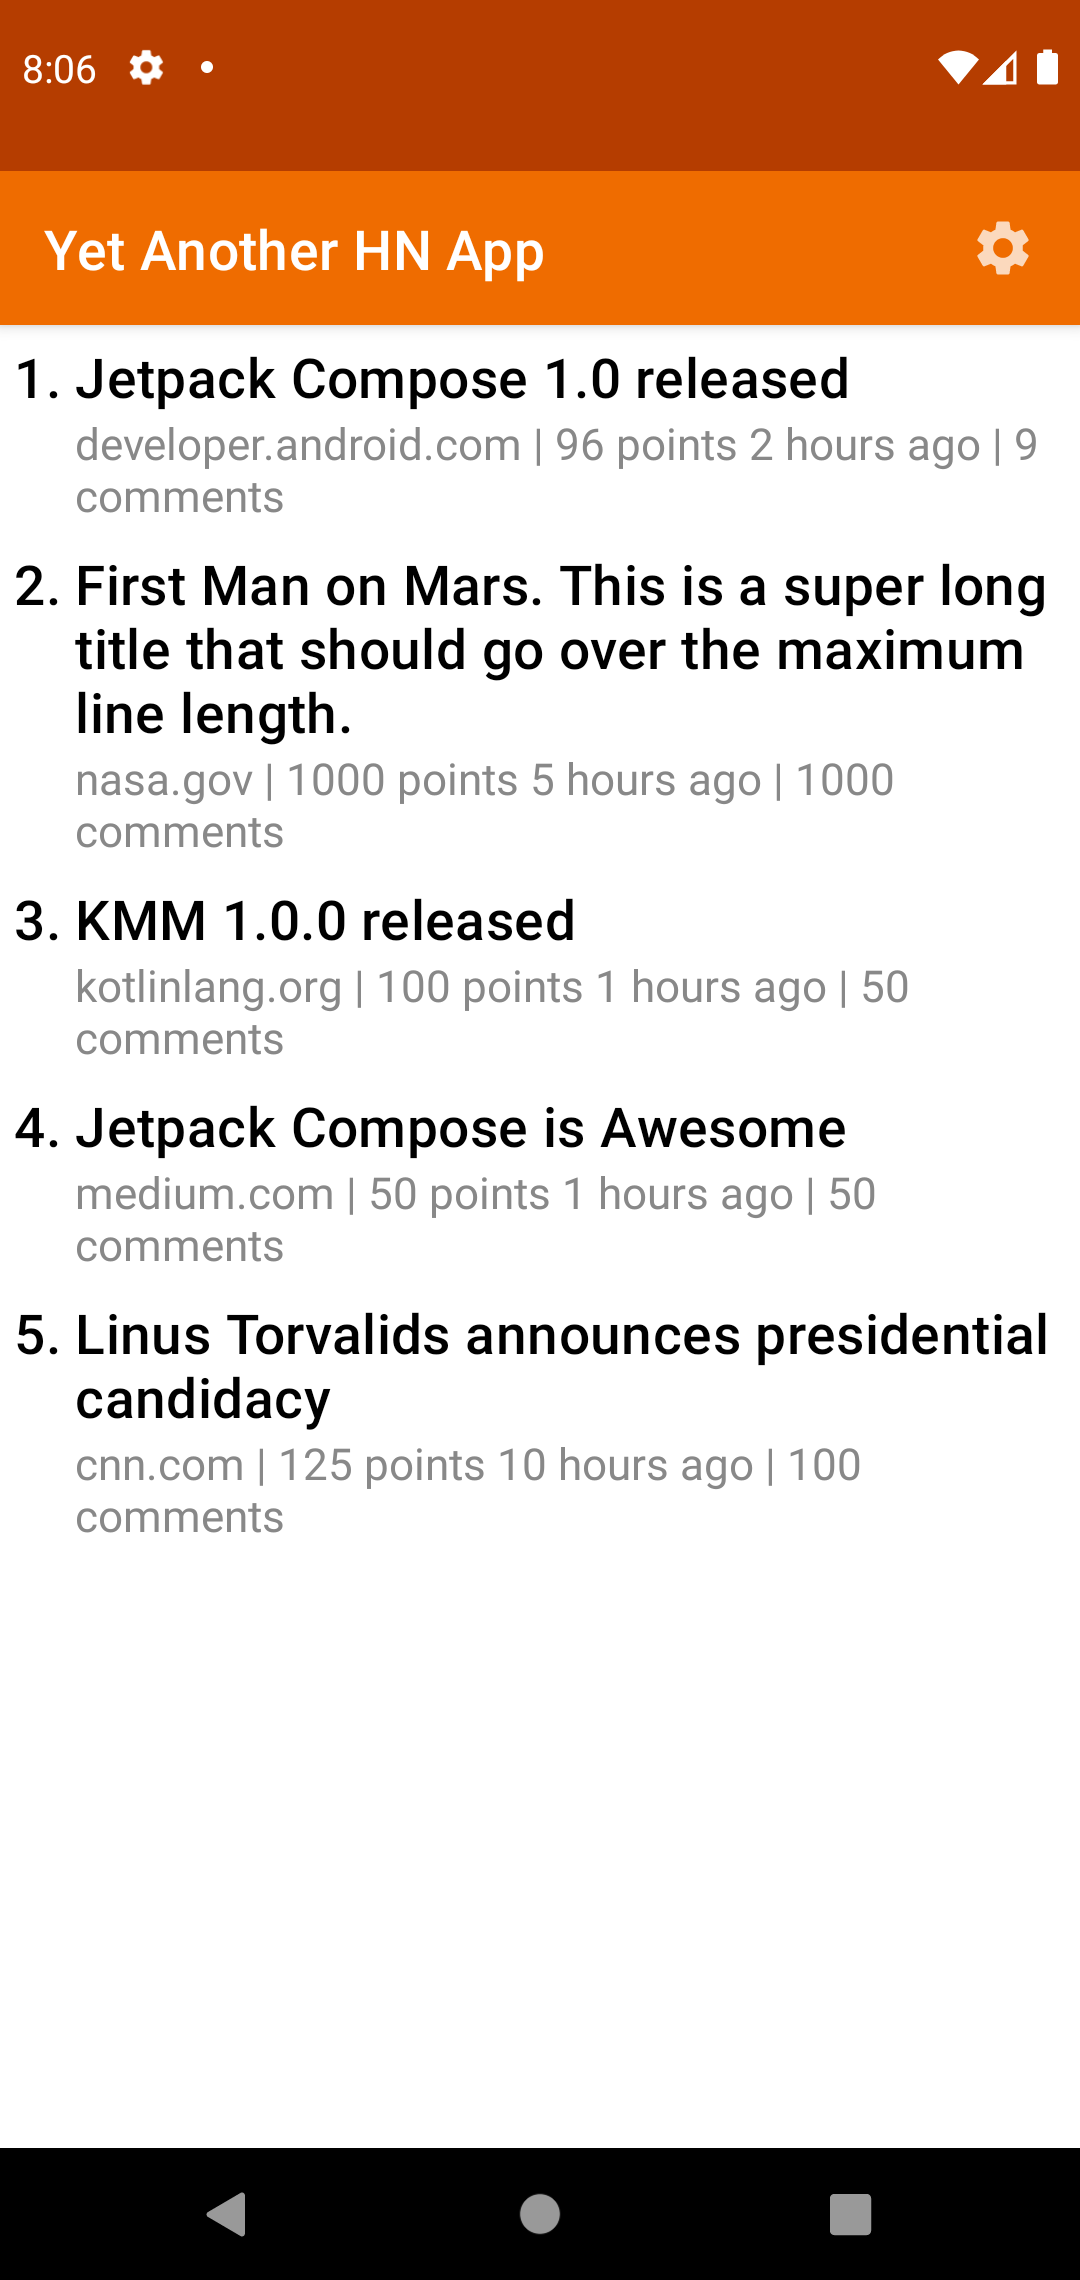 8:06
Yet Another HN App
1. Jetpack Compose 1.0 released
developer.android.com | 96 points 2 hours ago | 9
comments
2. First Man on Mars. This is a super long
title that should go over the maximum
line length.
nasa.gov | 1000 points 5 hours ago | 1000
comments
3. KMM 1.0.0 released
kotlinlang.org | 100 points 1 hours ago | 50
comments
4. Jetpack Compose is Awesome
medium.com | 50 points 1 hours ago | 50
comments
5. Linus Torvalids announces presidential
candidacy
cnn.com | 125 points 10 hours ago | 100
comments